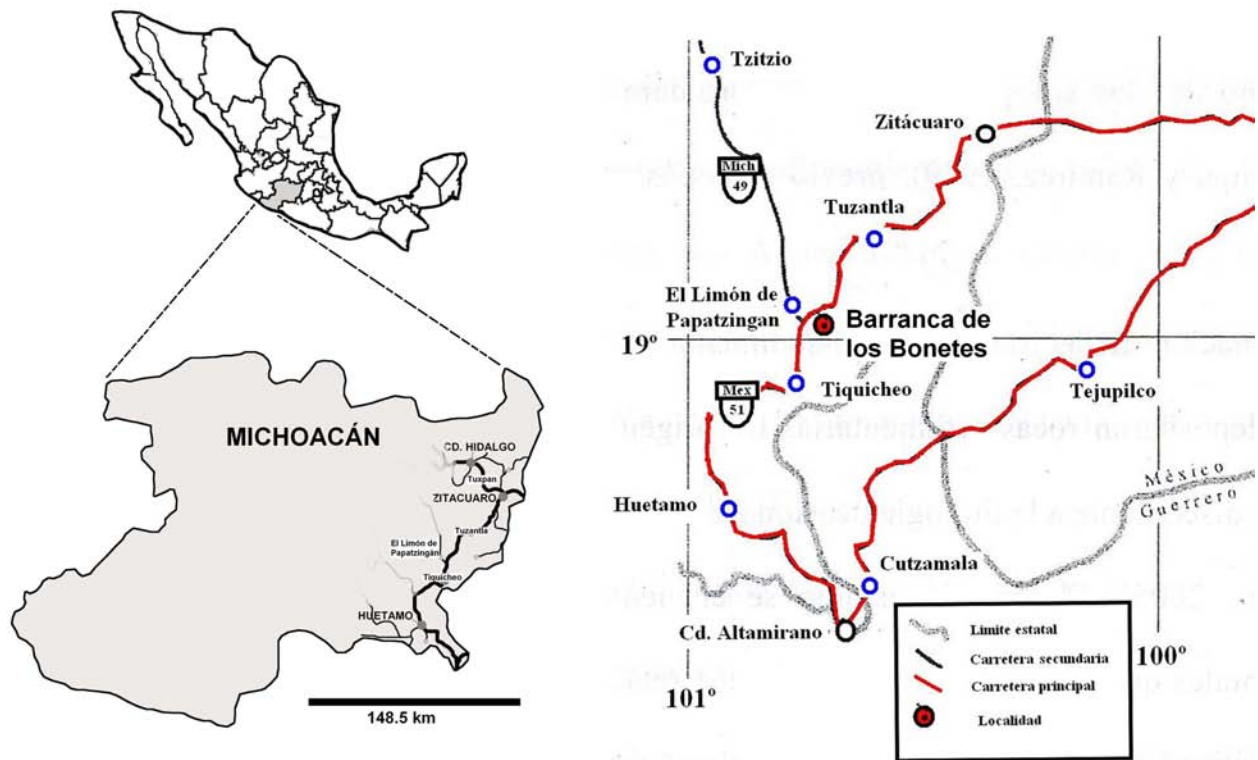 MICHOACÁN
CD. HIDALGO
Tuxpan
ZITACUARO
Tuzantla
El Limón de
Papatzingán
Tiquicheo
HUETAMO
148.5 km
Tzitzio
Zitácuaro
Mich
49
Tuzantla
El Limón de
Papatzingan
Barranca de
los Bonetes
19º
Tiquicheo
Tejupilco
Mex
51
México
Guerrero
Huetamo
Cutzamala
Cd. Altamirano
101º
100º
Límite estatal
Carretera secundaria
Carretera principal
Localidad